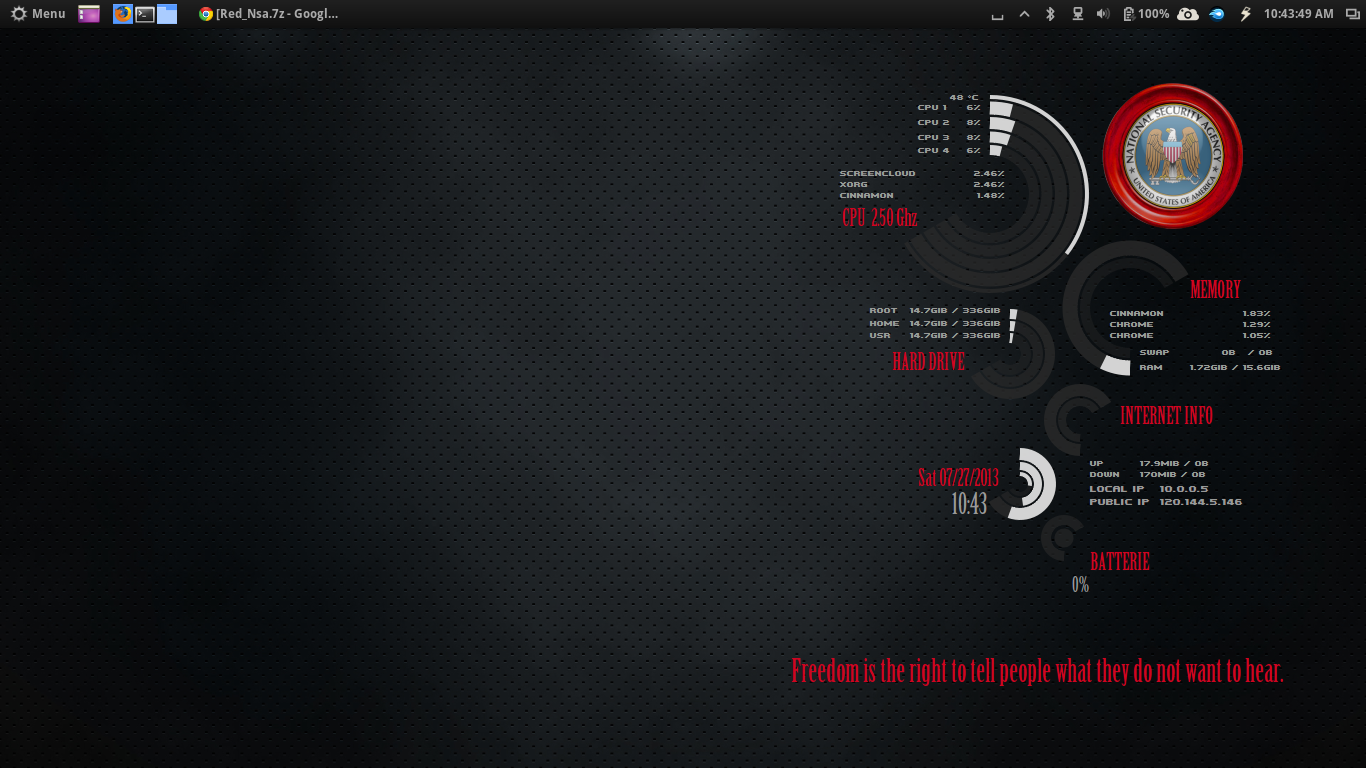 Menu [Red_Nsa.7z - Googl... 100% 10:43:49 AM
48 °C
CPU 1 6%
CPU 2 8%
CPU 3 8%
CPU 4 6%
SCREENCLOUD 2.46%
XORG 2.46%
CINNAMON 1.48%
CPU 2.50 Ghz
NATIONAL SECURITY AGENCY
UNITED STATES OF AMERICA
MEMORY
CINNAMON 1.83%
CHROME 1.29%
CHROME 1.05%
SWAP 0B / 0B
RAM 1.72GIB / 15.6GIB
ROOT 14.7GIB / 336GIB
HOME 14.7GIB / 336GIB
USR 14.7GIB / 336GIB
HARD DRIVE
INTERNET INFO
UP 17.9MIB / 0B
DOWN 170MIB / 0B
LOCAL IP 10.0.0.5
PUBLIC IP 120.144.5.146
Sat 07/27/2013
10:43
BATTERIE
0%
Freedom is the right to tell people what they do not want to hear.